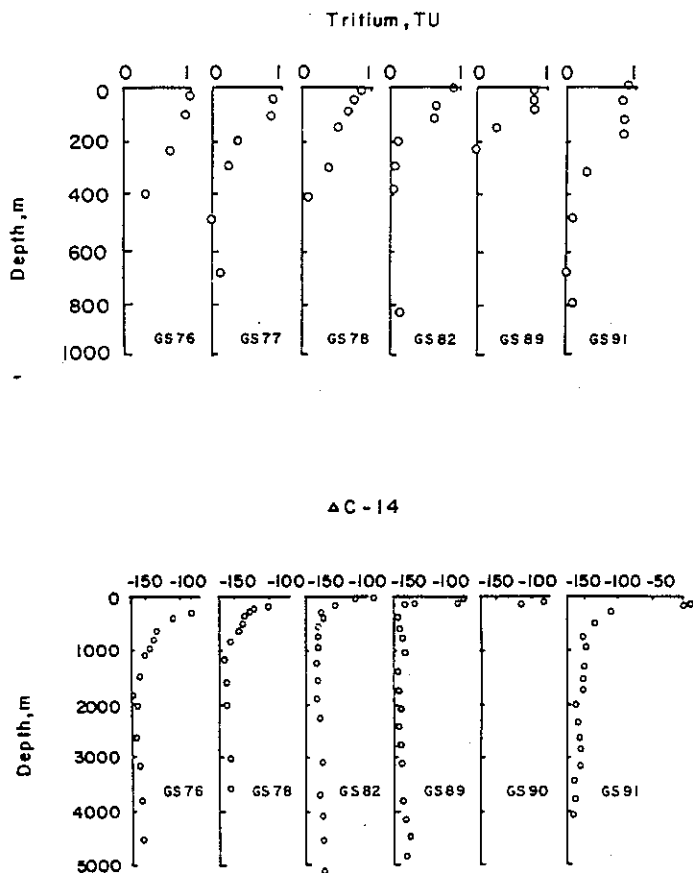 Tritium, TU
0 1 0 1 0 1 0 1 0 1 0 1
0
200
400
600
800
1000
Depth, m
GS76 GS77 GS78 GS82 GS89 GS91
ΔC-14
-150 -100 -150 -100 -150 -100 -150 -100 -150 -100 -150 -100 -50 0
0
1000
2000
3000
4000
5000
Depth, m
GS76 GS78 GS82 GS89 GS90 GS91